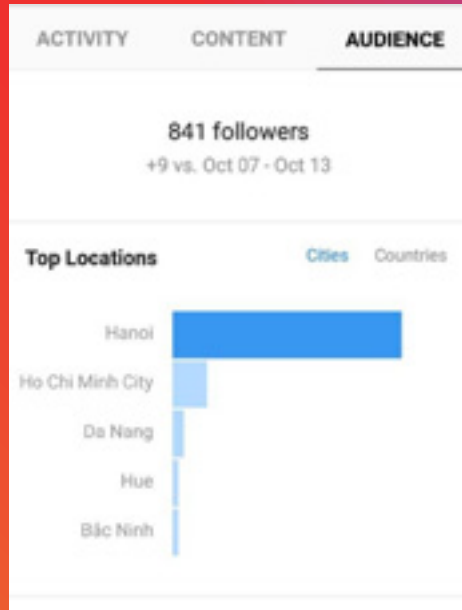 ACTIVITY CONTENT AUDIENCE
841 followers
+9 vs. Oct 07 - Oct 13
Top Locations Cities Countries
Hanoi
Ho Chi Minh City
Da Nang
Hue
Bắc Ninh